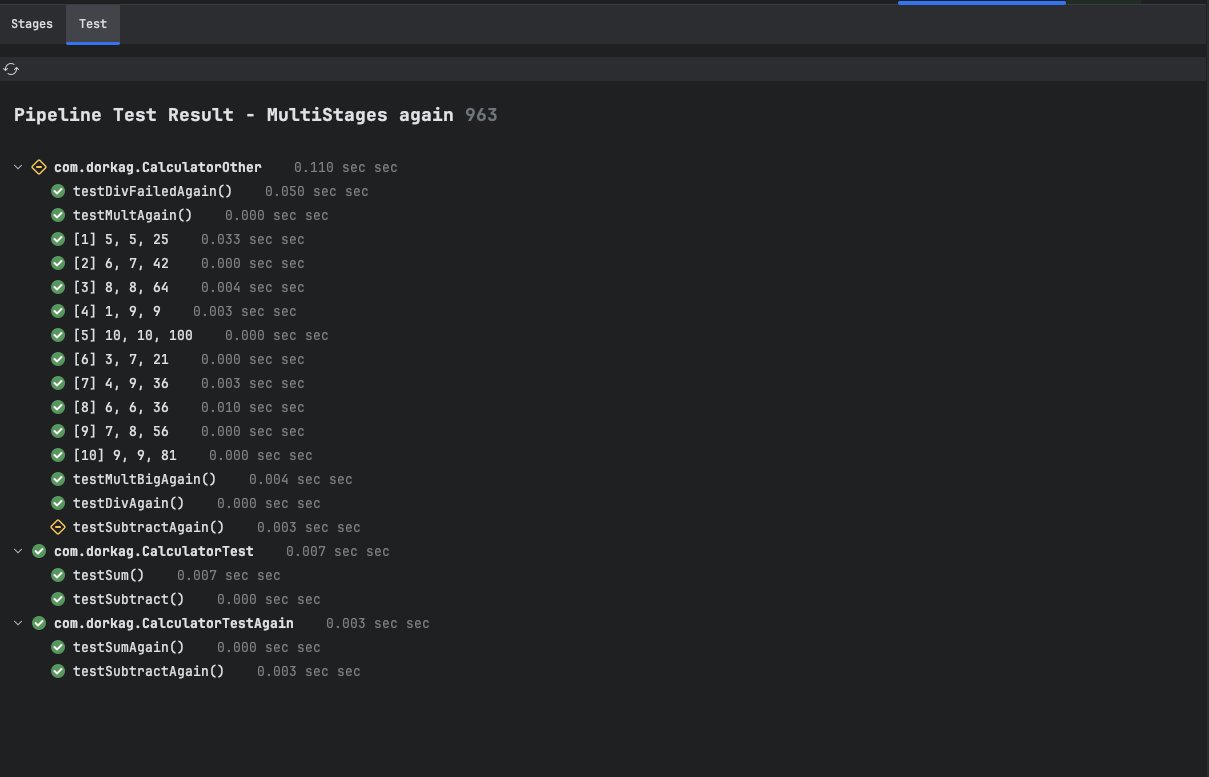 Stages Test
Pipeline Test Result - MultiStages again 963
com.dorkag.CalculatorOther 0.110 sec sec
testDivFailedAgain() 0.050 sec sec
testMultAgain() 0.000 sec sec
[1] 5, 5, 25 0.033 sec sec
[2] 6, 7, 42 0.000 sec sec
[3] 8, 8, 64 0.004 sec sec
[4] 1, 9, 9 0.003 sec sec
[5] 10, 10, 100 0.000 sec sec
[6] 3, 7, 21 0.000 sec sec
[7] 4, 9, 36 0.003 sec sec
[8] 6, 6, 36 0.010 sec sec
[9] 7, 8, 56 0.000 sec sec
[10] 9, 9, 81 0.000 sec sec
testMultBigAgain() 0.004 sec sec
testDivAgain() 0.000 sec sec
testSubtractAgain() 0.003 sec sec
com.dorkag.CalculatorTest 0.007 sec sec
testSum() 0.007 sec sec
testSubtract() 0.000 sec sec
com.dorkag.CalculatorTestAgain 0.003 sec sec
testSumAgain() 0.000 sec sec
testSubtractAgain() 0.003 sec sec